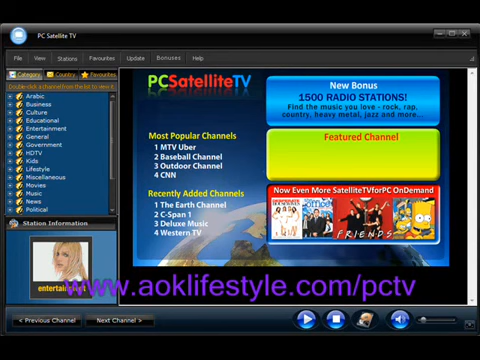 PC Satellite TV
File View Stations Favourites Update Bonuses Help
Category Country Favourites
Double click a channel from the list to view it
Arabic
Business
Culture
Educational
Entertainment
General
Government
HDTV
Kids
Lifestyle
Miscellaneous
Movies
Music
News
Political
Station Information
entertainment
< Previous Channel Next Channel >
PCSatelliteTV
Most Popular Channels
1 MTV Uber
2 Baseball Channel
3 Outdoor Channel
4 CNN
Recently Added Channels
1 The Earth Channel
2 C-Span 1
3 Deluxe Music
4 Western TV
New Bonus
1500 RADIO STATIONS!
Find the music you love - rock, rap,
country, heavy metal, jazz and more...
Featured Channel
Now Even More SatelliteTVforPC OnDemand
office
FRIENDS
www.aoklifestyle.com/pctv